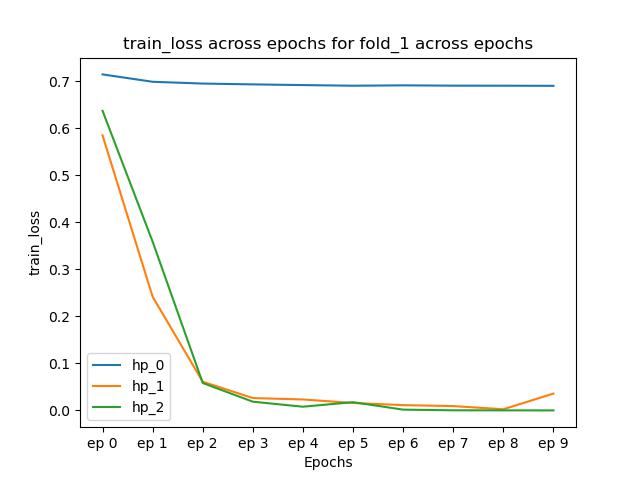 train_loss across epochs for fold_1 across epochs
train_loss
0.7
0.6
0.5
0.4
0.3
0.2
0.1
0.0
hp_0
hp_1
hp_2
ep 0 ep 1 ep 2 ep 3 ep 4 ep 5 ep 6 ep 7 ep 8 ep 9
Epochs